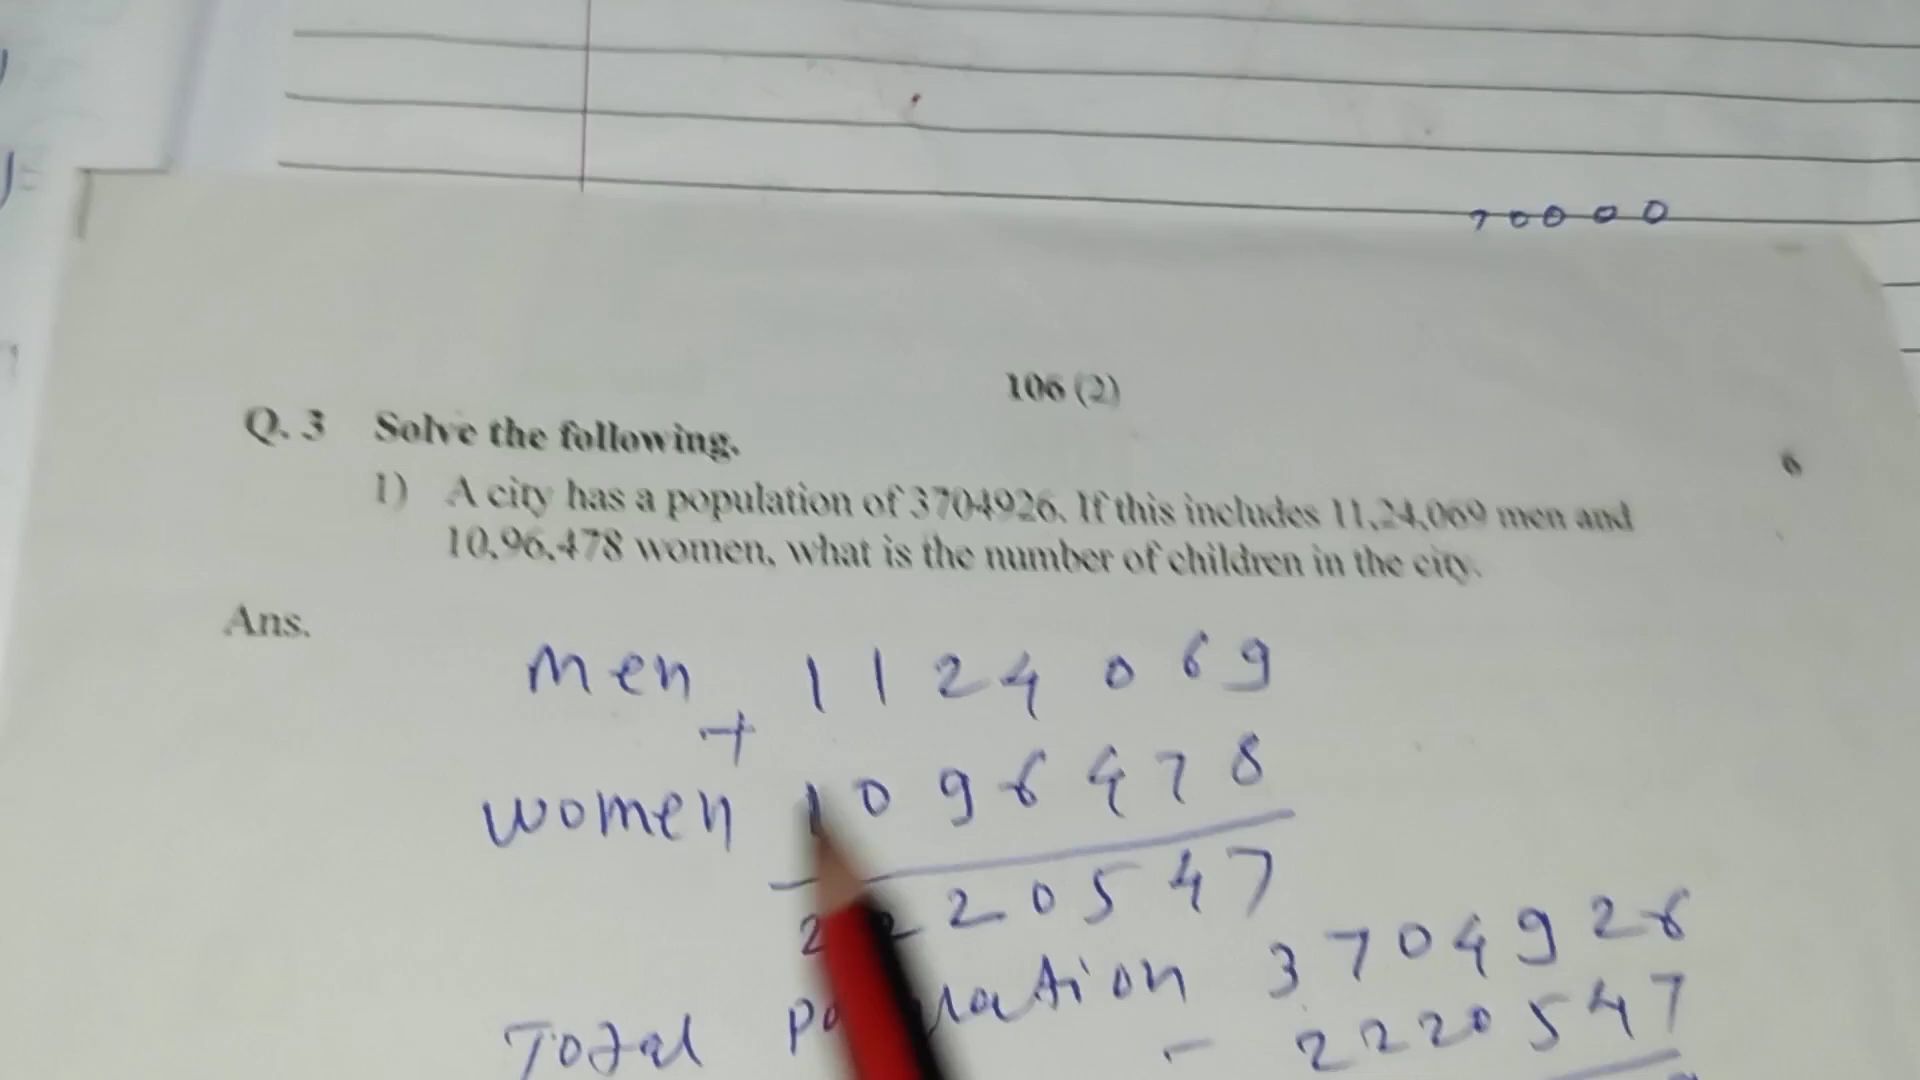 70000
106 (2)
Q. 3 Solve the following. 6
1) A city has a population of 3704926. If this includes 11,24,069 men and
10,96,478 women, what is the number of children in the city.
Ans.
men 1124069
+
women 1096478
2220547
Total population 3704926
- 2220547